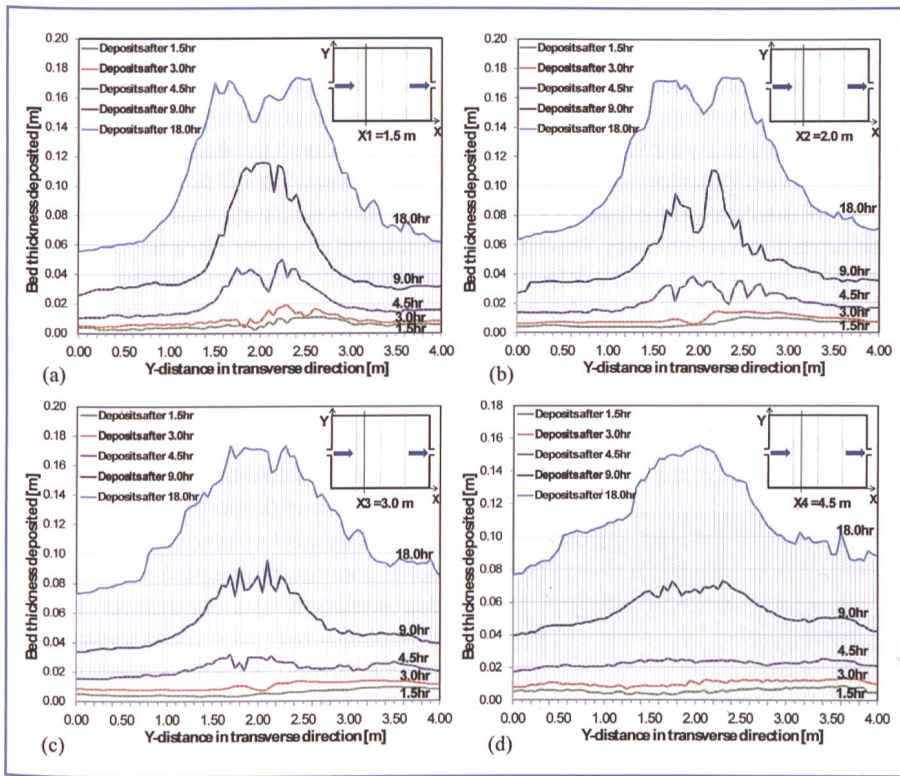 0.20
0.18
0.16
0.14
0.12
0.10
0.08
0.06
0.04
0.02
0.00
Bed thickness deposited [m]
Depositsafter 1.5hr
Depositsafter 3.0hr
Depositsafter 4.5hr
Depositsafter 9.0hr
Depositsafter 18.0hr
Y
X
X1 =1.5 m
18.0hr
9.0hr
4.5hr
3.0hr
1.5hr
0.00 0.50 1.00 1.50 2.00 2.50 3.00 3.50 4.00
(a)
Y-distance in transverse direction [m]
0.20
0.18
0.16
0.14
0.12
0.10
0.08
0.06
0.04
0.02
0.00
Bed thickness deposited [m]
Depositsafter 1.5hr
Depositsafter 3.0hr
Depositsafter 4.5hr
Depositsafter 9.0hr
Depositsafter 18.0hr
Y
X
X2 =2.0 m
18.0hr
9.0hr
4.5hr
3.0hr
1.5hr
0.00 0.50 1.00 1.50 2.00 2.50 3.00 3.50 4.00
(b)
Y-distance in transverse direction [m]
0.20
0.18
0.16
0.14
0.12
0.10
0.08
0.06
0.04
0.02
0.00
Bed thickness deposited [m]
Depositsafter 1.5hr
Depositsafter 3.0hr
Depositsafter 4.5hr
Depositsafter 9.0hr
Depositsafter 18.0hr
Y
X
X3 =3.0 m
18.0hr
9.0hr
4.5hr
3.0hr
1.5hr
0.00 0.50 1.00 1.50 2.00 2.50 3.00 3.50 4.00
(c)
Y-distance in transverse direction [m]
0.18
0.16
0.14
0.12
0.10
0.08
0.06
0.04
0.02
0.00
Bed thickness deposited [m]
Depositsafter 1.5hr
Depositsafter 3.0hr
Depositsafter 4.5hr
Depositsafter 9.0hr
Depositsafter 18.0hr
Y
X
X4=4.5 m
18.0hr
9.0hr
4.5hr
3.0hr
1.5hr
0.00 0.50 1.00 1.50 2.00 2.50 3.00 3.50 4.00
(d)
Y-distance in transverse direction [m]